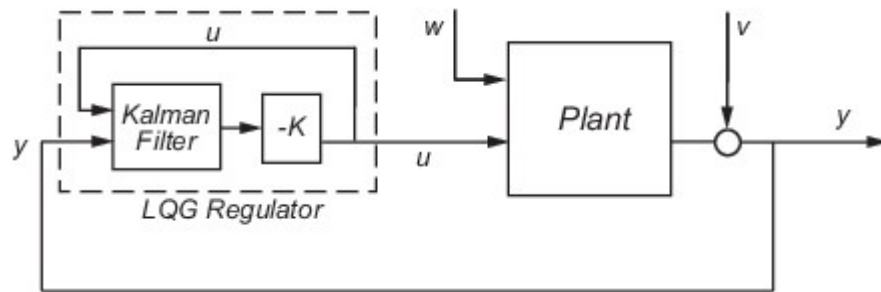 u
w
v
Kalman
Filter
-K
Plant
y
y
u
LQG Regulator